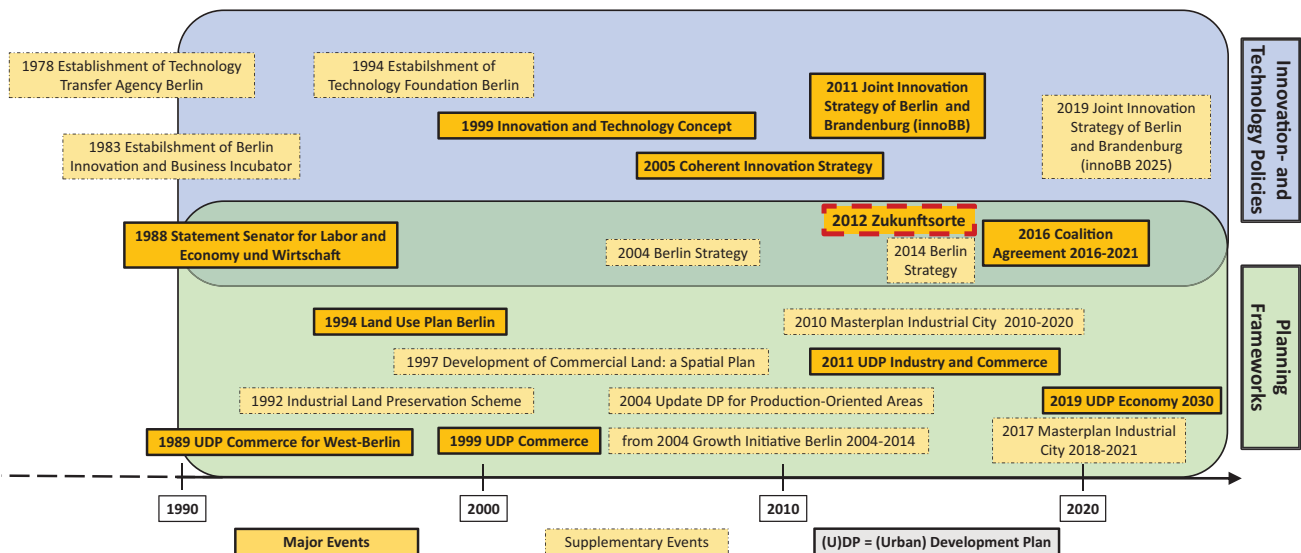 1978 Establishment of Technology
Transfer Agency Berlin
1994 Estabilshment of
Technology Foundation Berlin
2011 Joint Innovation
Strategy of Berlin and
Brandenburg (innoBB)
1999 Innovation and Technology Concept
2019 Joint Innovation
Strategy of Berlin
and Brandenburg
(innoBB 2025)
1983 Estabilshment of Berlin
Innovation and Business Incubator
2005 Coherent Innovation Strategy
Innovation- and
Technology Policies
2012 Zukunftsorte
1988 Statement Senator for Labor and
Economy und Wirtschaft
2004 Berlin Strategy
2014 Berlin
Strategy
2016 Coalition
Agreement 2016-2021
1994 Land Use Plan Berlin
2010 Masterplan Industrial City 2010-2020
1997 Development of Commercial Land: a Spatial Plan
2011 UDP Industry and Commerce
1992 Industrial Land Preservation Scheme
2004 Update DP for Production-Oriented Areas
2019 UDP Economy 2030
1989 UDP Commerce for West-Berlin
1999 UDP Commerce
from 2004 Growth Initiative Berlin 2004-2014
2017 Masterplan Industrial
City 2018-2021
Planning
Frameworks
1990
2000
2010
2020
Major Events
Supplementary Events
(U)DP = (Urban) Development Plan